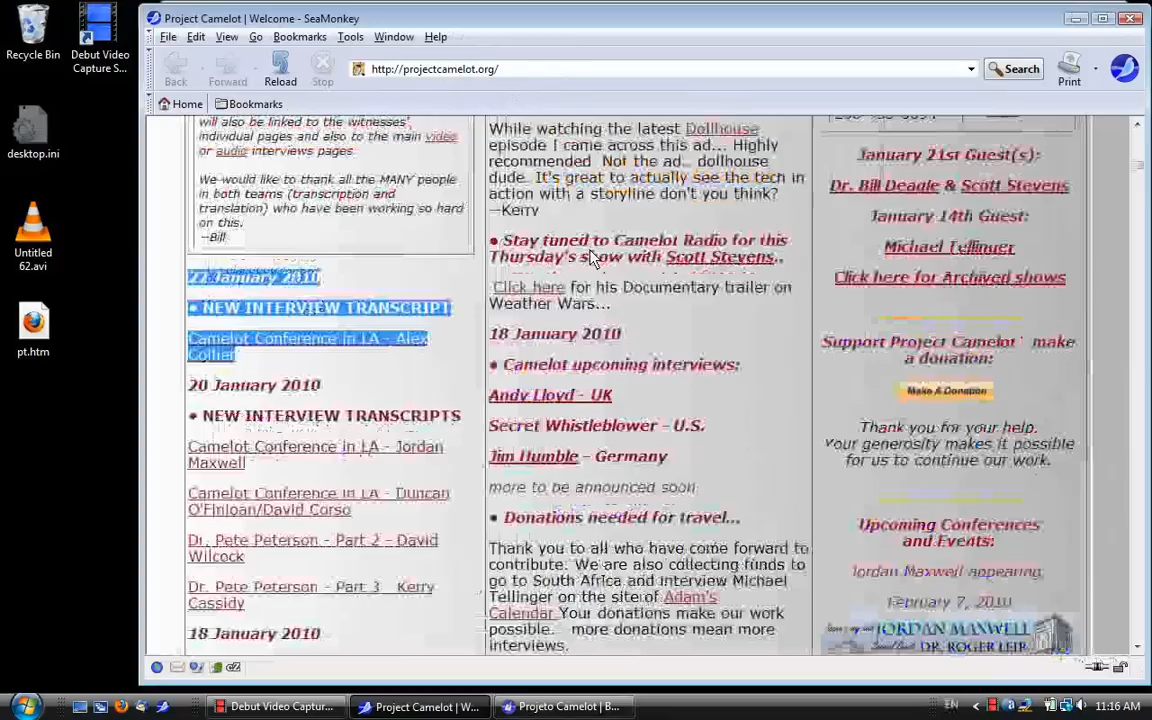 Recycle Bin
Debut Video
Capture S...
desktop.ini
Untitled
62.avi
pt.htm
Project Camelot | Welcome - SeaMonkey
File Edit View Go Bookmarks Tools Window Help
Back Forward Reload Stop
http://projectcamelot.org/
Search
Print
Home Bookmarks
will also be linked to the witnesses'
individual pages and also to the main video
or audio interviews pages.
We would like to thank all the MANY people
in both teams (transcription and
translation) who have been working so hard
on this.
--Bill
22 January 2010
• NEW INTERVIEW TRANSCRIPT
Camelot Conference in LA - Alex
Collier
20 January 2010
• NEW INTERVIEW TRANSCRIPTS
Camelot Conference in LA - Jordan
Maxwell
Camelot Conference in LA - Duncan
O'Finioan/David Corso
Dr. Pete Peterson - Part 2 - David
Wilcock
Dr. Pete Peterson - Part 3 Kerry
Cassidy
18 January 2010
While watching the latest Dollhouse
episode I came across this ad... Highly
recommended Not the ad.. dollhouse
dude. It's great to actually see the tech in
action with a storyline don't you think?
--Kerry
• Stay tuned to Camelot Radio for this
Thursday's show with Scott Stevens..
Click here for his Documentary trailer on
Weather Wars...
18 January 2010
• Camelot upcoming interviews:
Andy Lloyd - UK
Secret Whistleblower - U.S.
Jim Humble - Germany
more to be announced soon
• Donations needed for travel...
Thank you to all who have come forward to
contribute. We are also collecting funds to
go to South Africa and interview Michael
Tellinger on the site of Adam's
Calendar Your donations make our work
possible. more donations mean more
interviews.
January 21st Guest(s):
Dr. Bill Deagle & Scott Stevens
January 14th Guest:
Michael Tellinger
Click here for Archived shows
Support Project Camelot make
a donation:
Make A Donation
Thank you for your help.
Your generosity makes it possible
for us to continue our work.
Upcoming Conferences
and Events:
Jordan Maxwell appearing
February 7, 2010
JORDAN MAXWELL
DR. ROGER LEIR
Debut Video Captur...
Project Camelot | W...
Projeto Camelot | B...
EN
11:16 AM